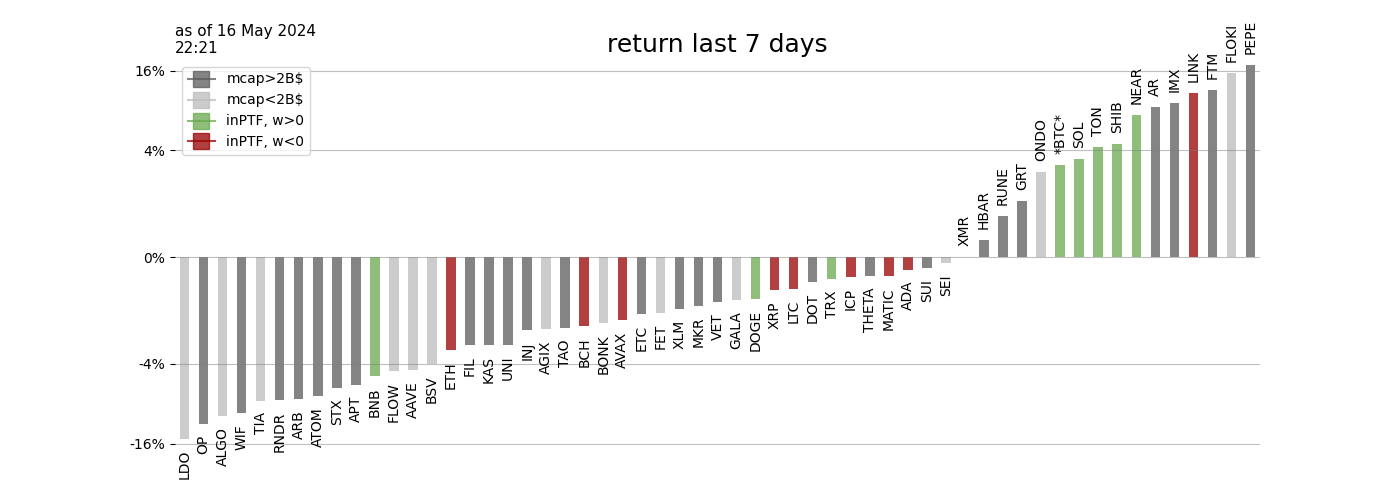 as of 16 May 2024
22:21
return last 7 days
16%
4%
0%
-4%
-16%
mcap>2B$
mcap<2B$
inPTF, w>0
inPTF, w<0
LDO
OP
ALGO
WIF
TIA
RNDR
ARB
ATOM
STX
APT
BNB
FLOW
AAVE
BSV
ETH
FIL
KAS
UNI
INJ
AGIX
TAO
BCH
BONK
AVAX
ETC
FET
XLM
MKR
VET
GALA
DOGE
XRP
LTC
DOT
TRX
ICP
THETA
MATIC
ADA
SUI
SEI
XMR
HBAR
RUNE
GRT
ONDO
*BTC*
SOL
TON
SHIB
NEAR
AR
IMX
LINK
FTM
FLOKI
PEPE